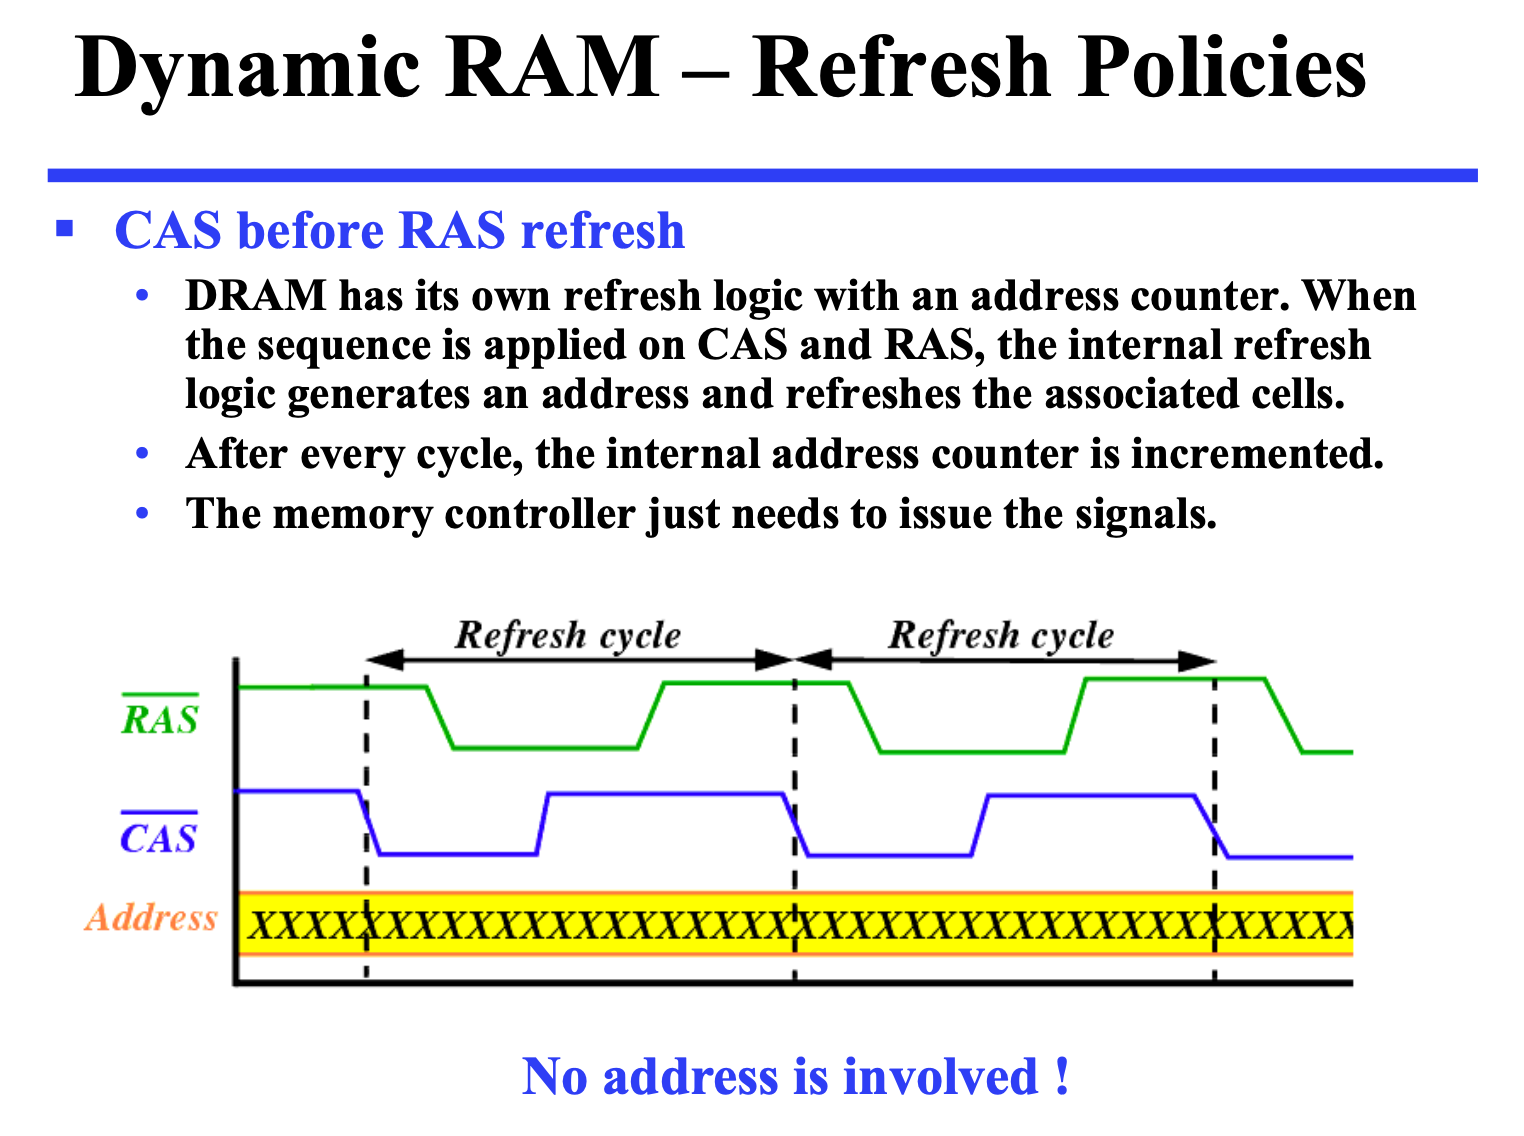 Dynamic RAM – Refresh Policies
CAS before RAS refresh
DRAM has its own refresh logic with an address counter. When
the sequence is applied on CAS and RAS, the internal refresh
logic generates an address and refreshes the associated cells.
After every cycle, the internal address counter is incremented.
The memory controller just needs to issue the signals.
Refresh cycle Refresh cycle
RAS
CAS
Address XXXXXXXXXXXXXXXXXXXXXXXXXXXXXXXXXXXXXXXXX
No address is involved !